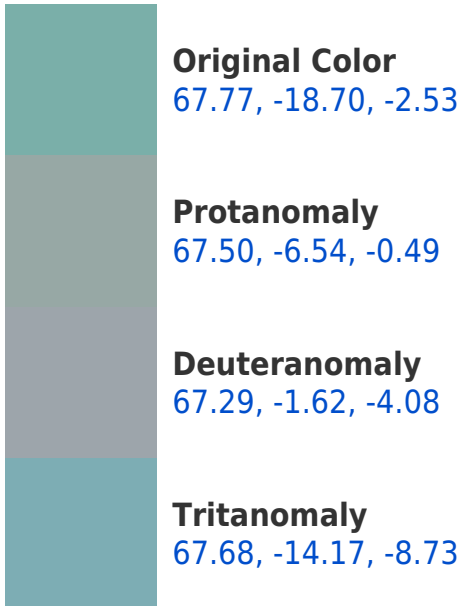 Original Color
67.77, -18.70, -2.53
Protanomaly
67.50, -6.54, -0.49
Deuteranomaly
67.29, -1.62, -4.08
Tritanomaly
67.68, -14.17, -8.73